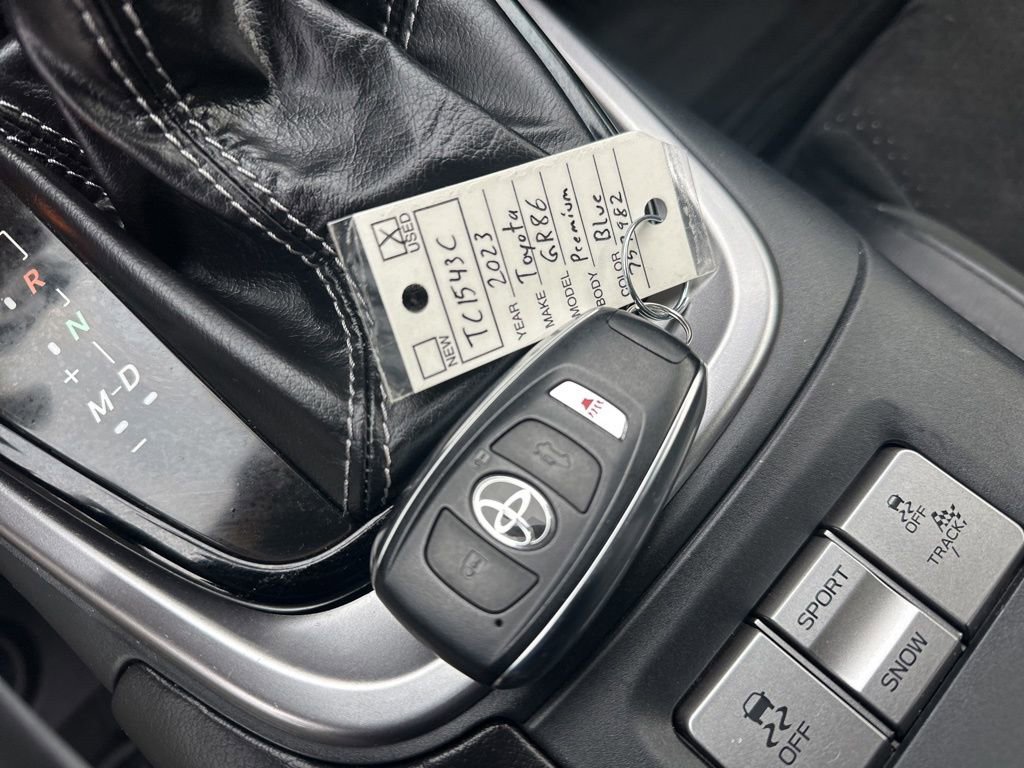 NEW
X USED
TC1543C
2023
YEAR Toyota
MAKE GR86
MODEL Premium
BODY Blue
COLOR
R
N
+
M-D
−
OFF
TRACK
SPORT
SNOW
OFF